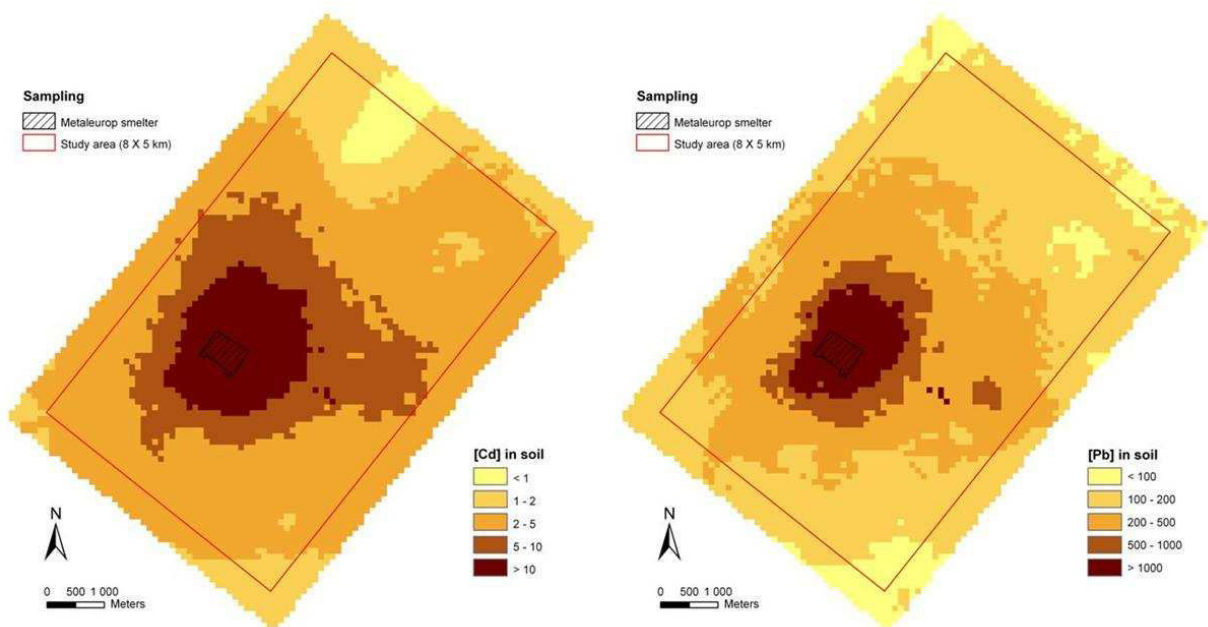 Sampling
Metaleurop smelter
Study area (8 X 5 km)
[Cd] in soil
< 1
1 - 2
2 - 5
5 - 10
> 10
N
0 500 1 000
Meters
Sampling
Metaleurop smelter
Study area (8 X 5 km)
[Pb] in soil
< 100
100 - 200
200 - 500
500 - 1000
> 1000
N
0 500 1 000
Meters